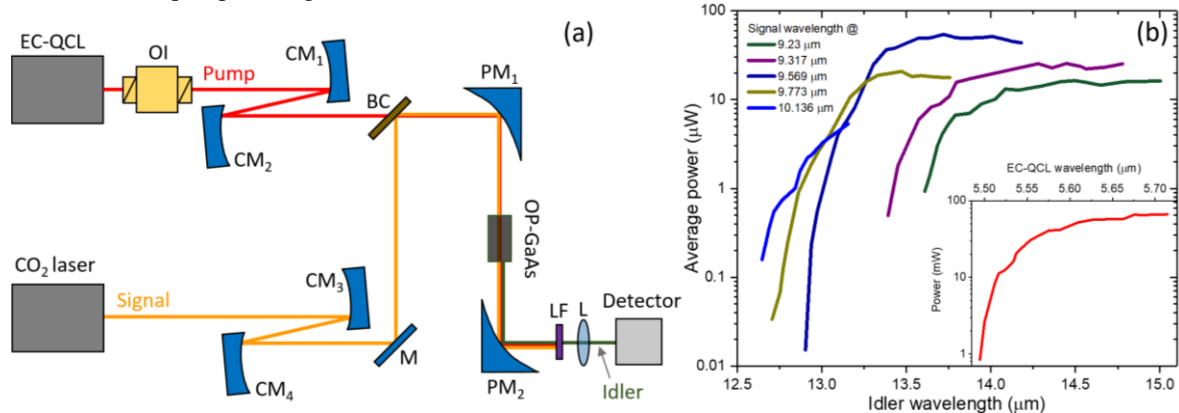 (a)
EC-QCL
OI
Pump
CM₁
CM₂
BC
PM₁
OP-GaAs
CO₂ laser
Signal
CM₃
CM₄
M
PM₂
LF
L
Detector
Idler
(b)
Average power (μW)
100
10
1
0.1
0.01
Signal wavelength @
9.23 μm
9.317 μm
9.569 μm
9.773 μm
10.136 μm
EC-QCL wavelength (μm)
5.50 5.54 5.60 5.66 5.70
Power (mW)
100
10
1
12.5 13.0 13.5 14.0 14.5 15.0
Idler wavelength (μm)